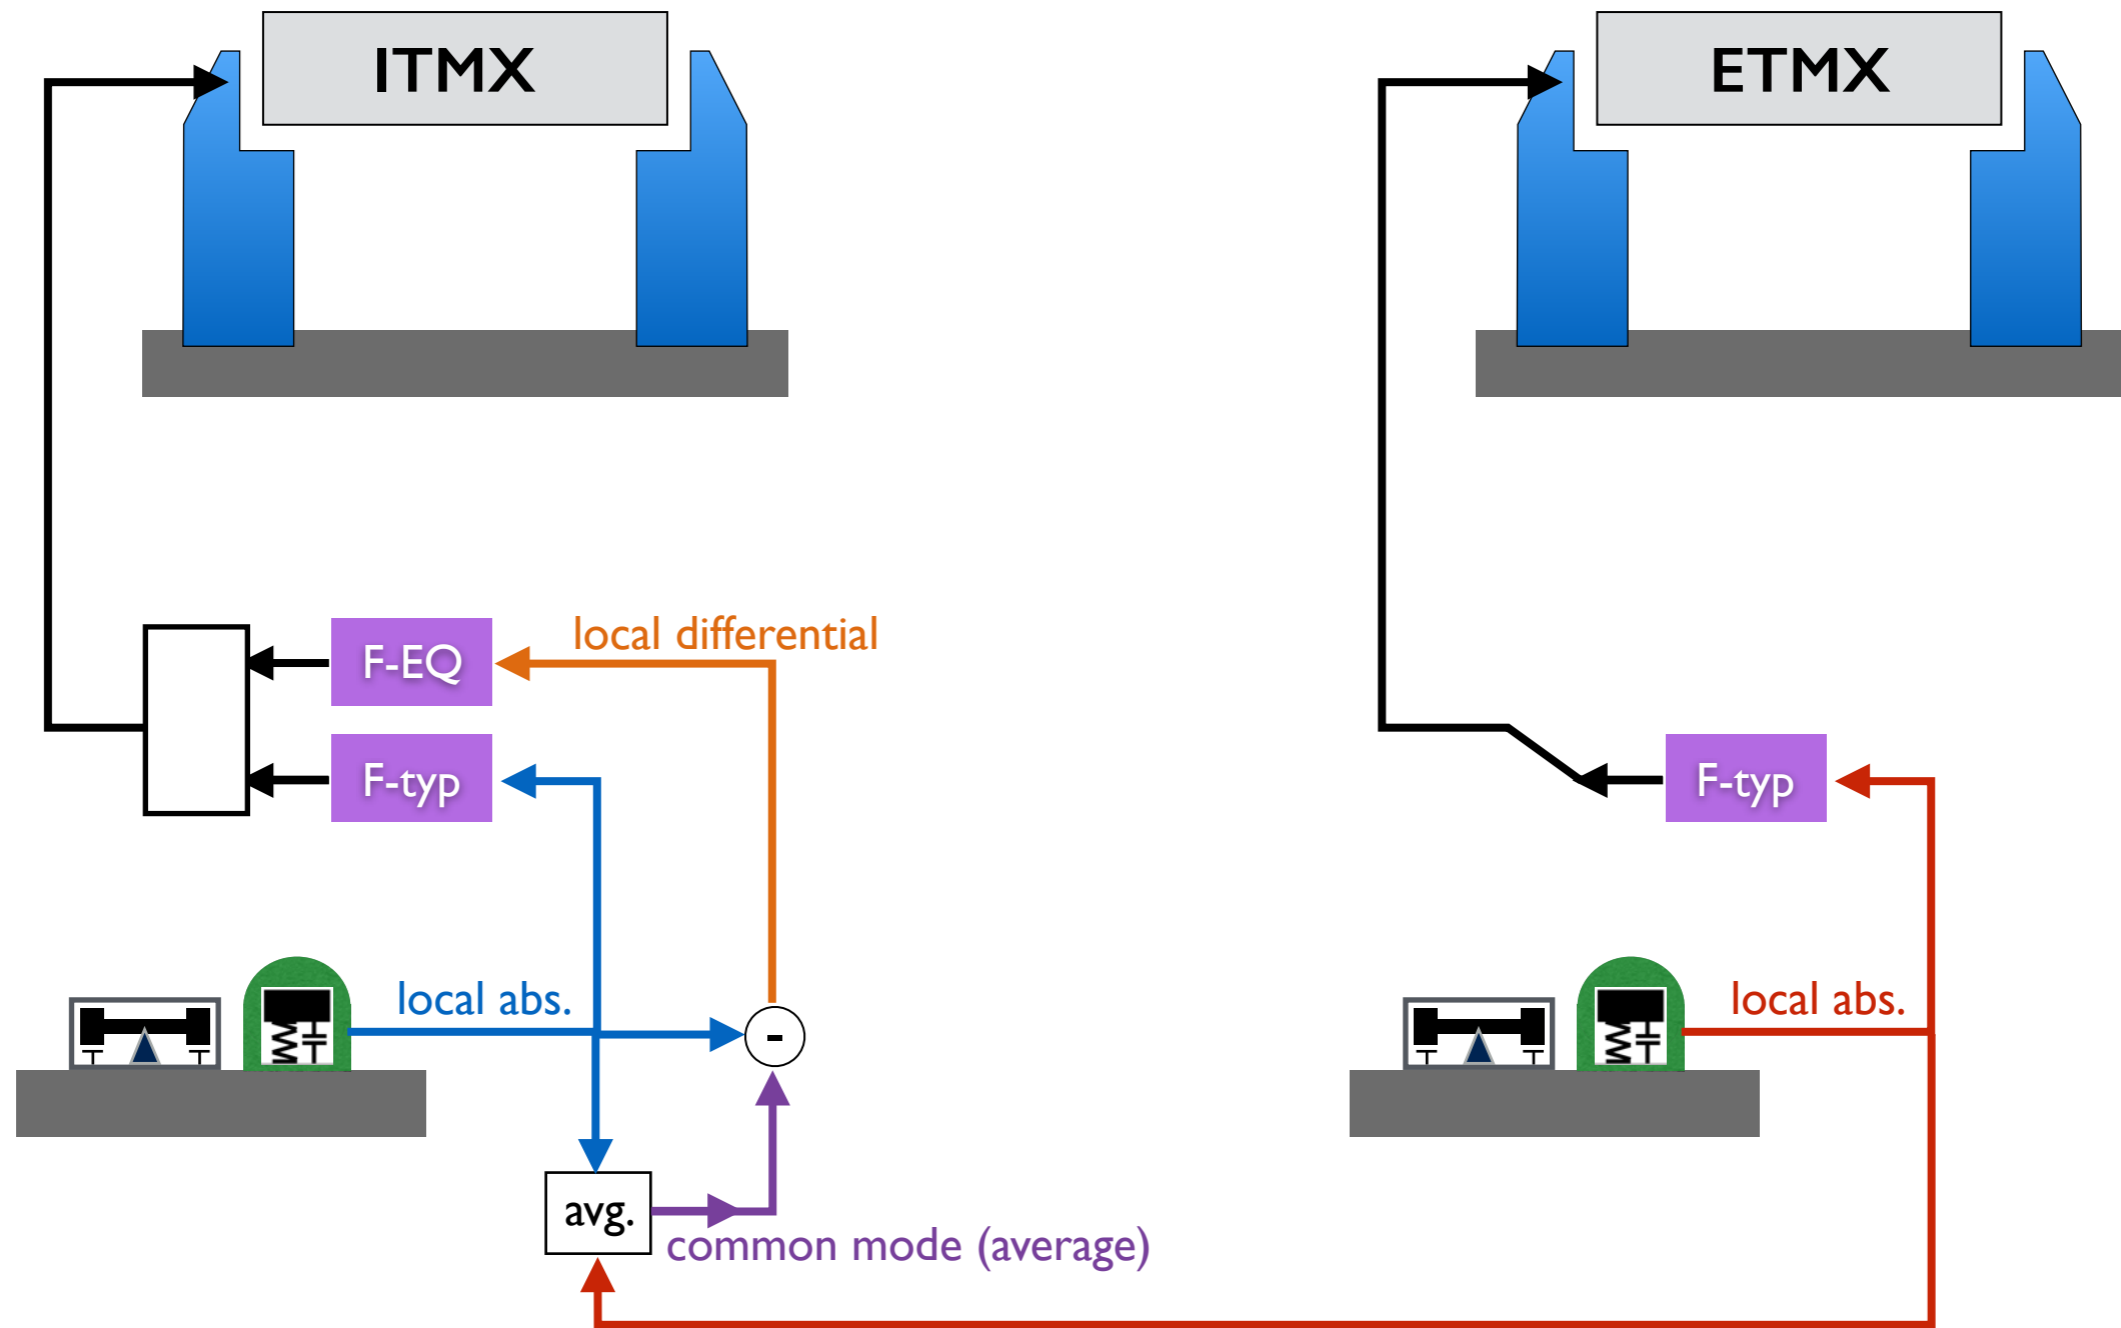 ITMX
ETMX
local differential
F-EQ
F-typ
F-typ
local abs.
local abs.
-
avg.
common mode (average)